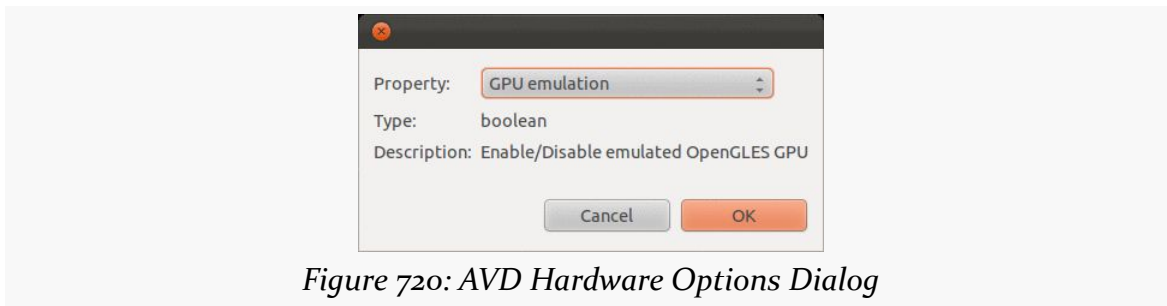 Property: GPU emulation
Type: boolean
Description: Enable/Disable emulated OpenGLES GPU
Cancel OK
Figure 720: AVD Hardware Options Dialog